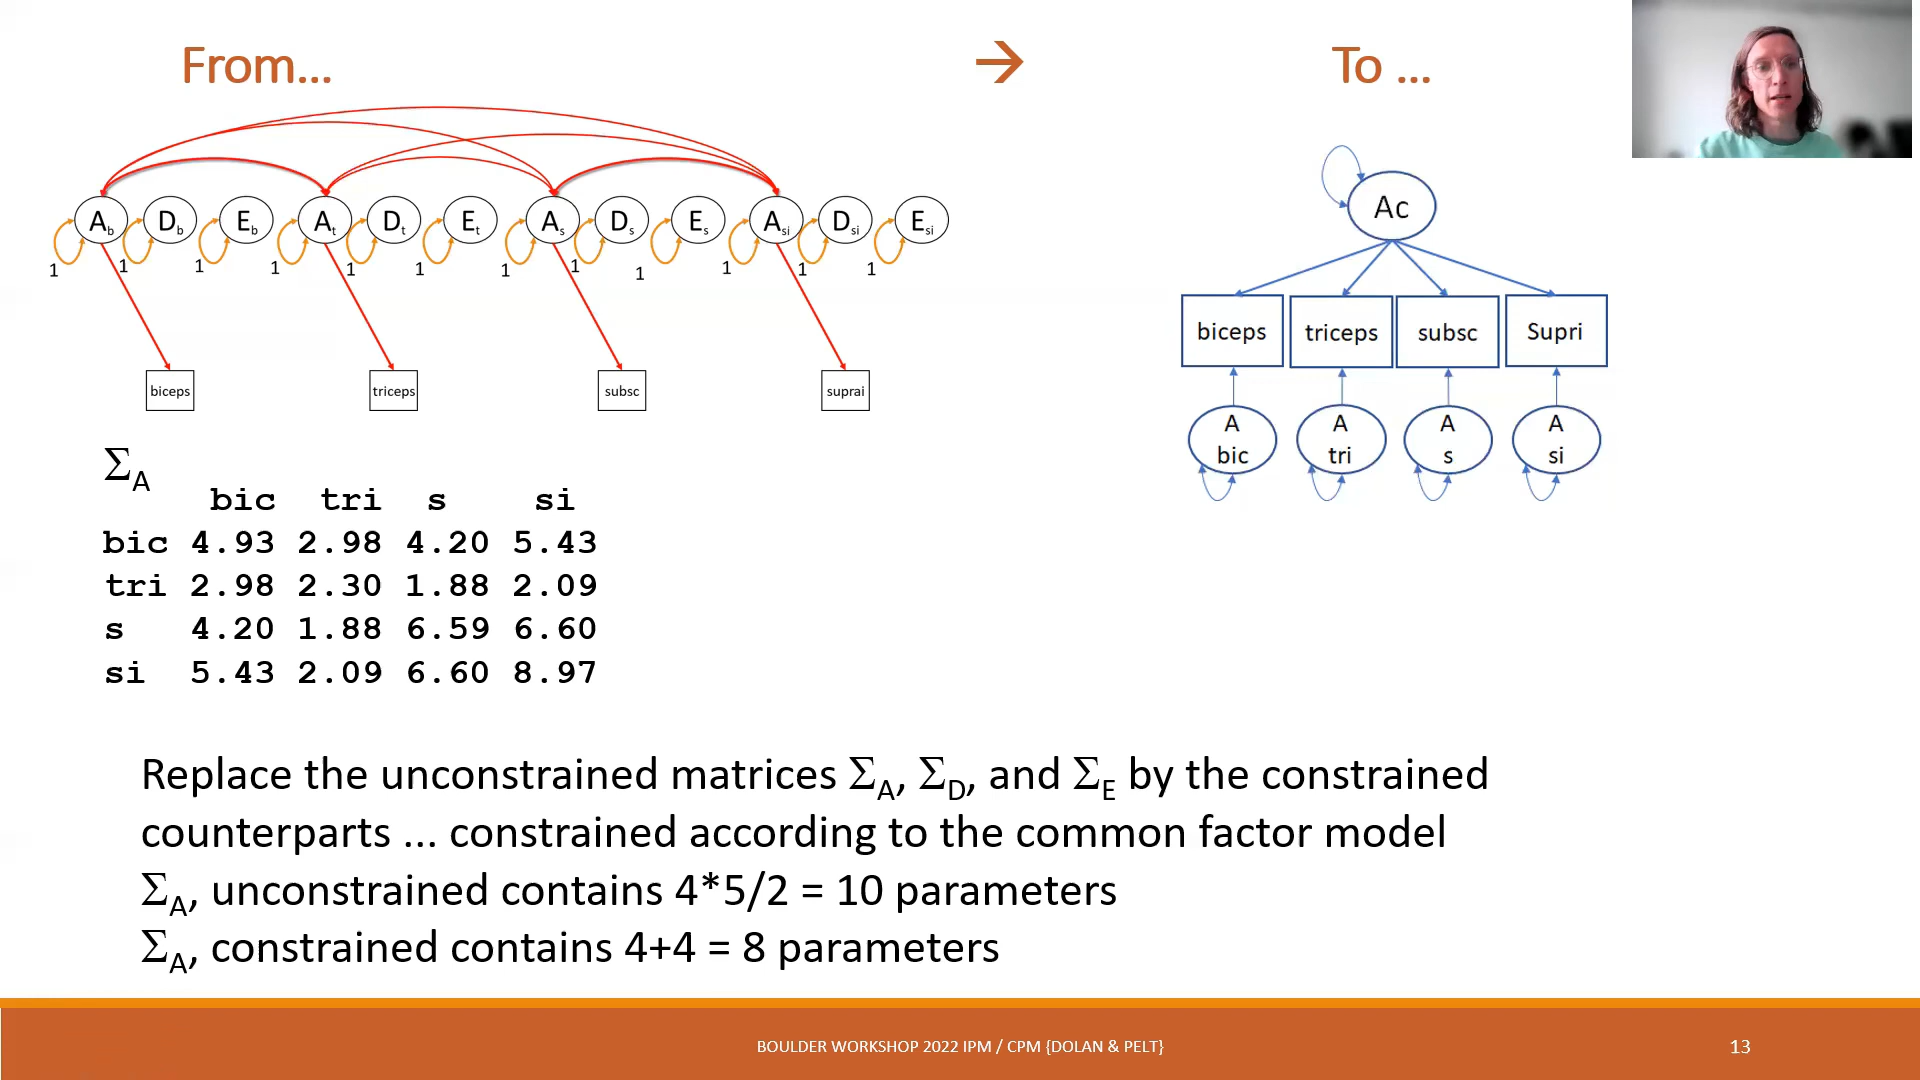 From... → To ...
Ac
A_b D_b E_b A_t D_t E_t A_s D_s E_s A_si D_si E_si
1 1 1 1 1 1 1 1 1 1 1 1
biceps triceps subsc Supri
biceps triceps subsc suprai
A bic A tri A s A si
Σ_A
bic tri s si
bic 4.93 2.98 4.20 5.43
tri 2.98 2.30 1.88 2.09
s 4.20 1.88 6.59 6.60
si 5.43 2.09 6.60 8.97
Replace the unconstrained matrices Σ_A, Σ_D, and Σ_E by the constrained
counterparts ... constrained according to the common factor model
Σ_A, unconstrained contains 4*5/2 = 10 parameters
Σ_A, constrained contains 4+4 = 8 parameters
BOULDER WORKSHOP 2022 IPM / CPM {DOLAN & PELT} 13